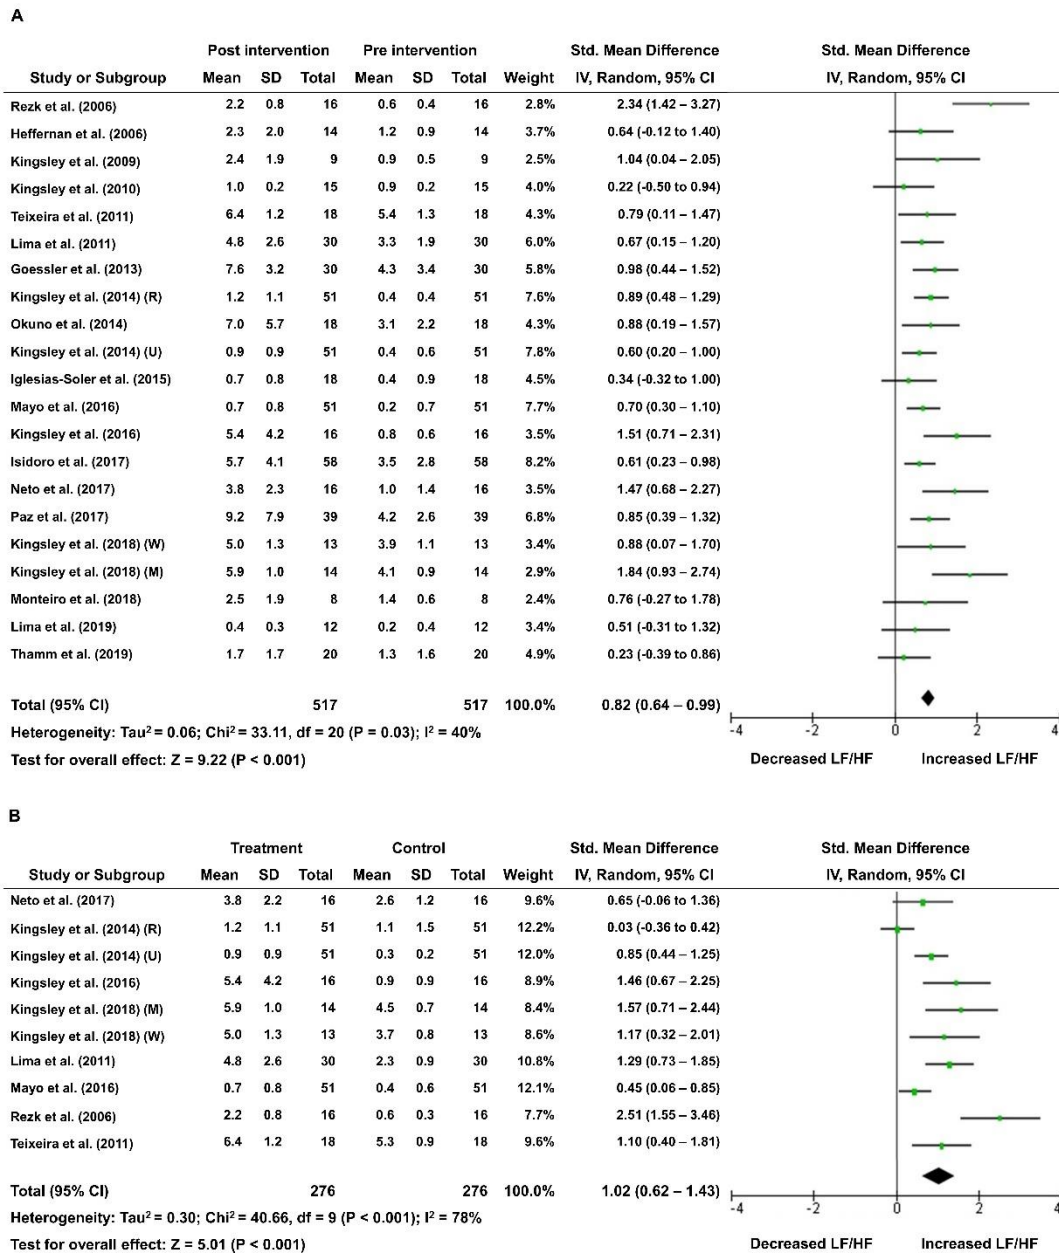 A
Post intervention Pre intervention Std. Mean Difference Std. Mean Difference
Study or Subgroup Mean SD Total Mean SD Total Weight IV, Random, 95% CI IV, Random, 95% CI
Rezk et al. (2006) 2.2 0.8 16 0.6 0.4 16 2.8% 2.34 (1.42 – 3.27)
Heffernan et al. (2006) 2.3 2.0 14 1.2 0.9 14 3.7% 0.64 (-0.12 to 1.40)
Kingsley et al. (2009) 2.4 1.9 9 0.9 0.5 9 2.5% 1.04 (0.04 – 2.05)
Kingsley et al. (2010) 1.0 0.2 15 0.9 0.2 15 4.0% 0.22 (-0.50 to 0.94)
Teixeira et al. (2011) 6.4 1.2 18 5.4 1.3 18 4.3% 0.79 (0.11 – 1.47)
Lima et al. (2011) 4.8 2.6 30 3.3 1.9 30 6.0% 0.67 (0.15 – 1.20)
Goessler et al. (2013) 7.6 3.2 30 4.3 3.4 30 5.8% 0.98 (0.44 – 1.52)
Kingsley et al. (2014) (R) 1.2 1.1 51 0.4 0.4 51 7.6% 0.89 (0.48 – 1.29)
Okuno et al. (2014) 7.0 5.7 18 3.1 2.2 18 4.3% 0.88 (0.19 – 1.57)
Kingsley et al. (2014) (U) 0.9 0.9 51 0.4 0.6 51 7.8% 0.60 (0.20 – 1.00)
Iglesias-Soler et al. (2015) 0.7 0.8 18 0.4 0.9 18 4.5% 0.34 (-0.32 to 1.00)
Mayo et al. (2016) 0.7 0.8 51 0.2 0.7 51 7.7% 0.70 (0.30 – 1.10)
Kingsley et al. (2016) 5.4 4.2 16 0.8 0.6 16 3.5% 1.51 (0.71 – 2.31)
Isidoro et al. (2017) 5.7 4.1 58 3.5 2.8 58 8.2% 0.61 (0.23 – 0.98)
Neto et al. (2017) 3.8 2.3 16 1.0 1.4 16 3.5% 1.47 (0.68 – 2.27)
Paz et al. (2017) 9.2 7.9 39 4.2 2.6 39 6.8% 0.85 (0.39 – 1.32)
Kingsley et al. (2018) (W) 5.0 1.3 13 3.9 1.1 13 3.4% 0.88 (0.07 – 1.70)
Kingsley et al. (2018) (M) 5.9 1.0 14 4.1 0.9 14 2.9% 1.84 (0.93 – 2.74)
Monteiro et al. (2018) 2.5 1.9 8 1.4 0.6 8 2.4% 0.76 (-0.27 to 1.78)
Lima et al. (2019) 0.4 0.3 12 0.2 0.4 12 3.4% 0.51 (-0.31 to 1.32)
Thamm et al. (2019) 1.7 1.7 20 1.3 1.6 20 4.9% 0.23 (-0.39 to 0.86)
Total (95% CI) 517 517 100.0% 0.82 (0.64 – 0.99)
Heterogeneity: Tau² = 0.06; Chi² = 33.11, df = 20 (P = 0.03); I² = 40%
-4 -2 0 2 4
Test for overall effect: Z = 9.22 (P < 0.001)
Decreased LF/HF Increased LF/HF
B
Treatment Control Std. Mean Difference Std. Mean Difference
Study or Subgroup Mean SD Total Mean SD Total Weight IV, Random, 95% CI IV, Random, 95% CI
Neto et al. (2017) 3.8 2.2 16 2.6 1.2 16 9.6% 0.65 (-0.06 to 1.36)
Kingsley et al. (2014) (R) 1.2 1.1 51 1.1 1.5 51 12.2% 0.03 (-0.36 to 0.42)
Kingsley et al. (2014) (U) 0.9 0.9 51 0.3 0.2 51 12.0% 0.85 (0.44 – 1.25)
Kingsley et al. (2016) 5.4 4.2 16 0.9 0.9 16 8.9% 1.46 (0.67 – 2.25)
Kingsley et al. (2018) (M) 5.9 1.0 14 4.5 0.7 14 8.4% 1.57 (0.71 – 2.44)
Kingsley et al. (2018) (W) 5.0 1.3 13 3.7 0.8 13 8.6% 1.17 (0.32 – 2.01)
Lima et al. (2011) 4.8 2.6 30 2.3 0.9 30 10.8% 1.29 (0.73 – 1.85)
Mayo et al. (2016) 0.7 0.8 51 0.4 0.6 51 12.1% 0.45 (0.06 – 0.85)
Rezk et al. (2006) 2.2 0.8 16 0.6 0.3 16 7.7% 2.51 (1.55 – 3.46)
Teixeira et al. (2011) 6.4 1.2 18 5.3 0.9 18 9.6% 1.10 (0.40 – 1.81)
Total (95% CI) 276 276 100.0% 1.02 (0.62 – 1.43)
Heterogeneity: Tau² = 0.30; Chi² = 40.66, df = 9 (P < 0.001); I² = 78%
-4 -2 0 2 4
Test for overall effect: Z = 5.01 (P < 0.001)
Decreased LF/HF Increased LF/HF